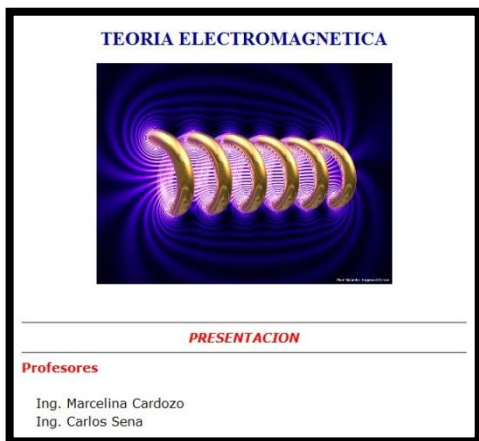 TEORIA ELECTROMAGNETICA
PRESENTACION
Profesores
Ing. Marcelina Cardozo
Ing. Carlos Sena